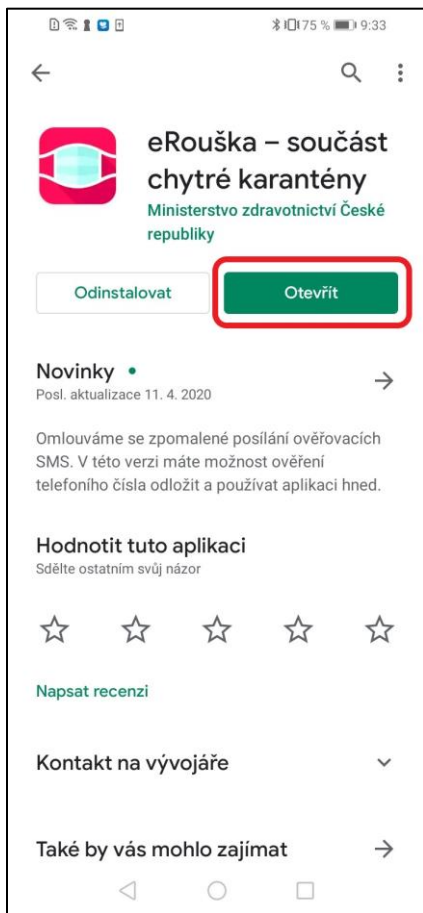 75 % 9:33
eRouška – součást
chytré karantény
Ministerstvo zdravotnictví České
republiky
Odinstalovat
Otevřít
Novinky
Posl. aktualizace 11. 4. 2020
Omlouváme se zpomalené posílání ověřovacích
SMS. V této verzi máte možnost ověření
telefoního čísla odložit a používat aplikaci hned.
Hodnotit tuto aplikaci
Sdělte ostatním svůj názor
Napsat recenzi
Kontakt na vývojáře
Také by vás mohlo zajímat